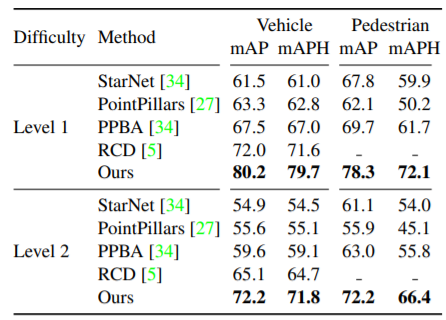 Difficulty Method Vehicle Pedestrian
mAP mAPH mAP mAPH
StarNet [34] 61.5 61.0 67.8 59.9
PointPillars [27] 63.3 62.8 62.1 50.2
Level 1 PPBA [34] 67.5 67.0 69.7 61.7
RCD [5] 72.0 71.6 – –
Ours 80.2 79.7 78.3 72.1
StarNet [34] 54.9 54.5 61.1 54.0
PointPillars [27] 55.6 55.1 55.9 45.1
Level 2 PPBA [34] 59.6 59.1 63.0 55.8
RCD [5] 65.1 64.7 – –
Ours 72.2 71.8 72.2 66.4